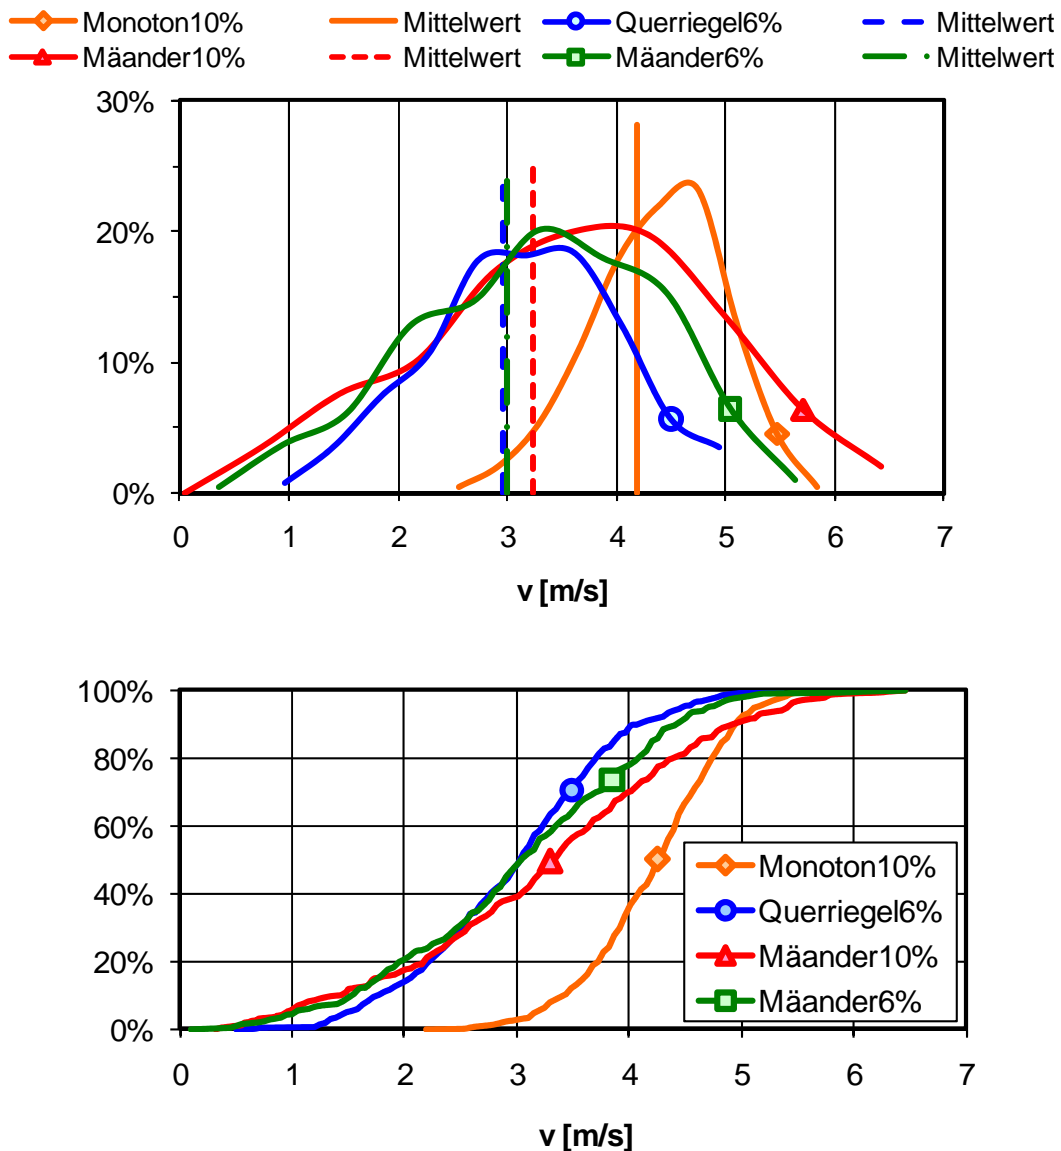 Monoton10% Mittelwert Querriegel6% Mittelwert
Mäander10% Mittelwert Mäander6% Mittelwert
30%
20%
10%
0%
0 1 2 3 4 5 6 7
v [m/s]
100%
80%
60%
40%
20%
0%
Monoton10%
Querriegel6%
Mäander10%
Mäander6%
0 1 2 3 4 5 6 7
v [m/s]